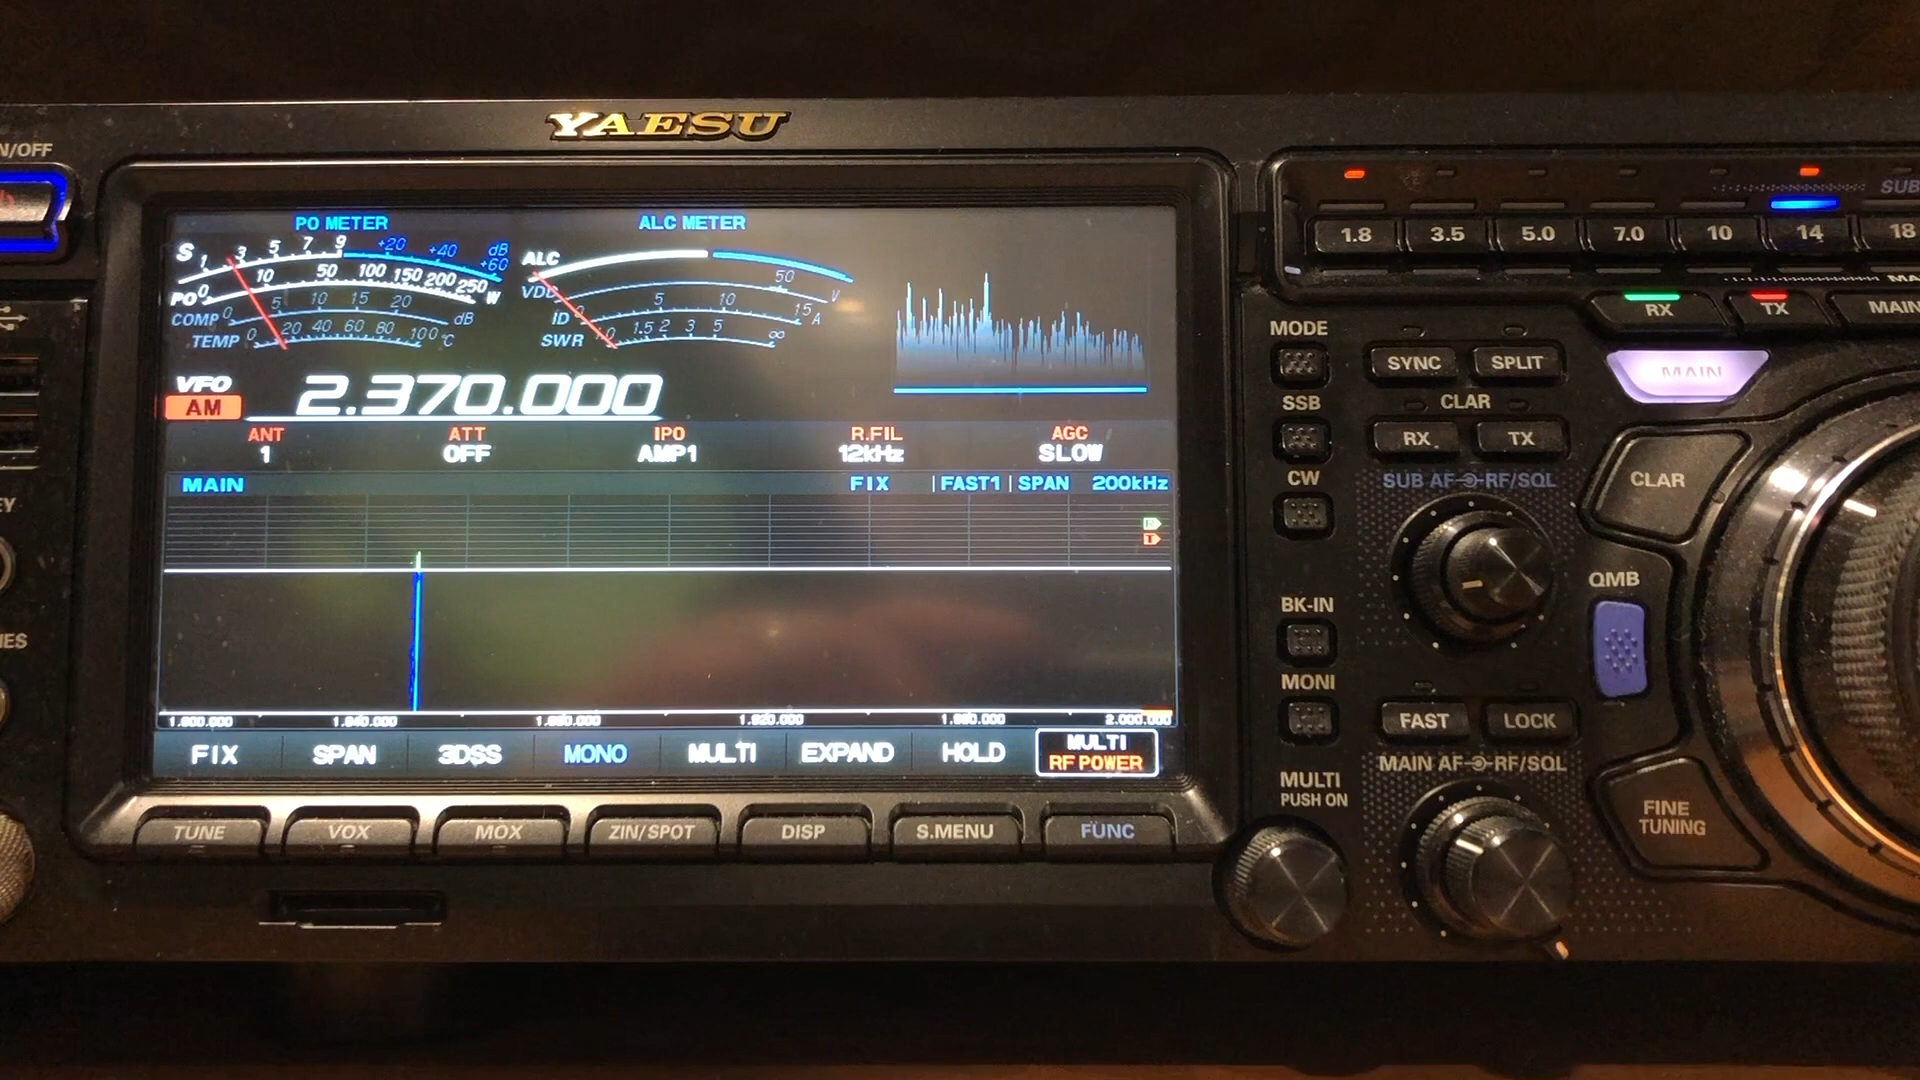 YAESU
N/OFF
PO METER
ALC METER
S 1 3 5 7 9 +20 +40 +60 dB
PO 0 10 50 100 150 200 250 W
COMP 0 5 10 15 20 dB
TEMP 0 20 40 60 80 100 °C
ALC
VDD 50 V
ID 0 5 10 15 A
SWR 1.0 1.5 2 3 5 ∞
VFO
AM
2.370.000
ANT ATT IPO R.FIL AGC
1 OFF AMP1 12kHz SLOW
MAIN FIX FAST1 SPAN 200kHz
2.000.000
FIX SPAN 3DSS MONO MULTI EXPAND HOLD MULTI
RF POWER
TUNE VOX MOX ZIN/SPOT DISP S.MENU FUNC
SUB
1.8 3.5 5.0 7.0 10 14 18
RX TX MAIN
MODE
SYNC SPLIT
MAIN
SSB
CLAR
RX TX
CLAR
CW
SUB AF RF/SQL
QMB
BK-IN
MONI
FAST LOCK
MAIN AF RF/SQL
MULTI
PUSH ON
FINE
TUNING